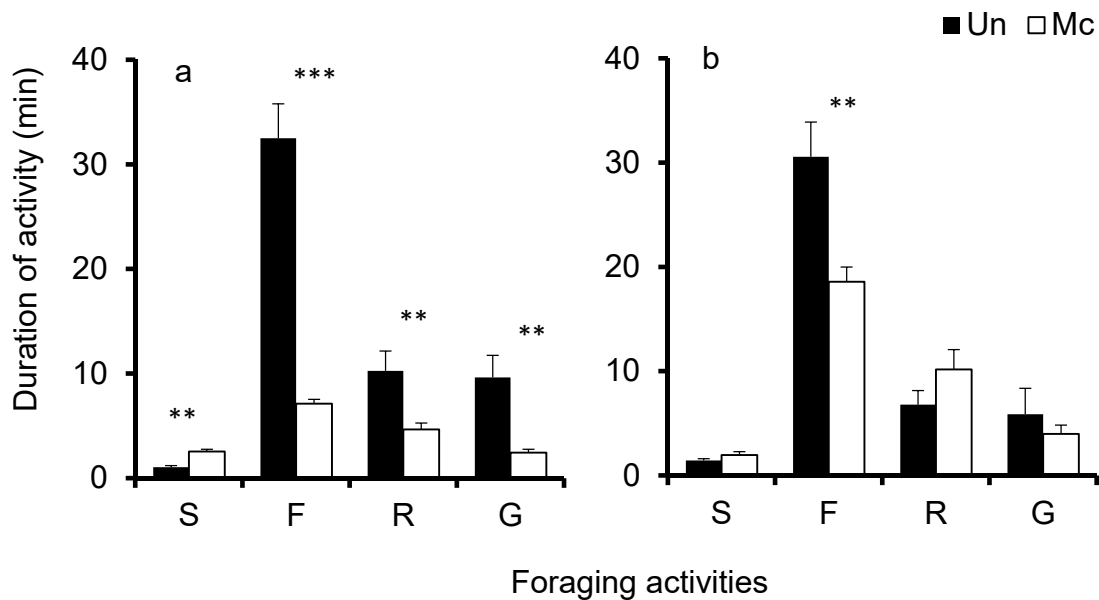 Un Mc
a
b
40
30
20
10
0
Duration of activity (min)
***
**
**
**
S F R G
40
30
20
10
0
**
S F R G
Foraging activities